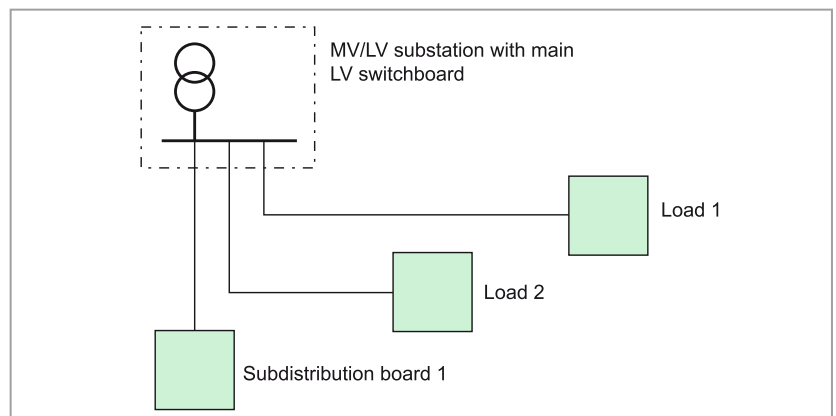 MV/LV substation with main
LV switchboard
Load 1
Load 2
Subdistribution board 1